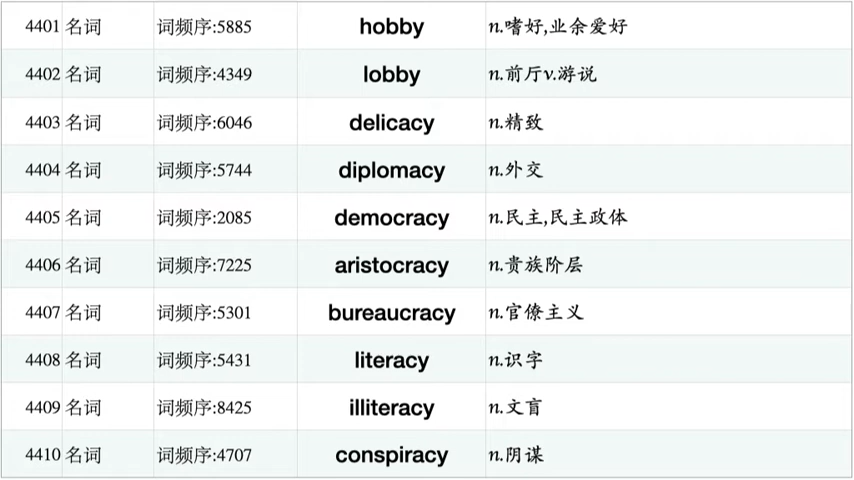 4401 名词 词频序:5885 hobby n.嗜好,业余爱好
4402 名词 词频序:4349 lobby n.前厅v.游说
4403 名词 词频序:6046 delicacy n.精致
4404 名词 词频序:5744 diplomacy n.外交
4405 名词 词频序:2085 democracy n.民主,民主政体
4406 名词 词频序:7225 aristocracy n.贵族阶层
4407 名词 词频序:5301 bureaucracy n.官僚主义
4408 名词 词频序:5431 literacy n.识字
4409 名词 词频序:8425 illiteracy n.文盲
4410 名词 词频序:4707 conspiracy n.阴谋